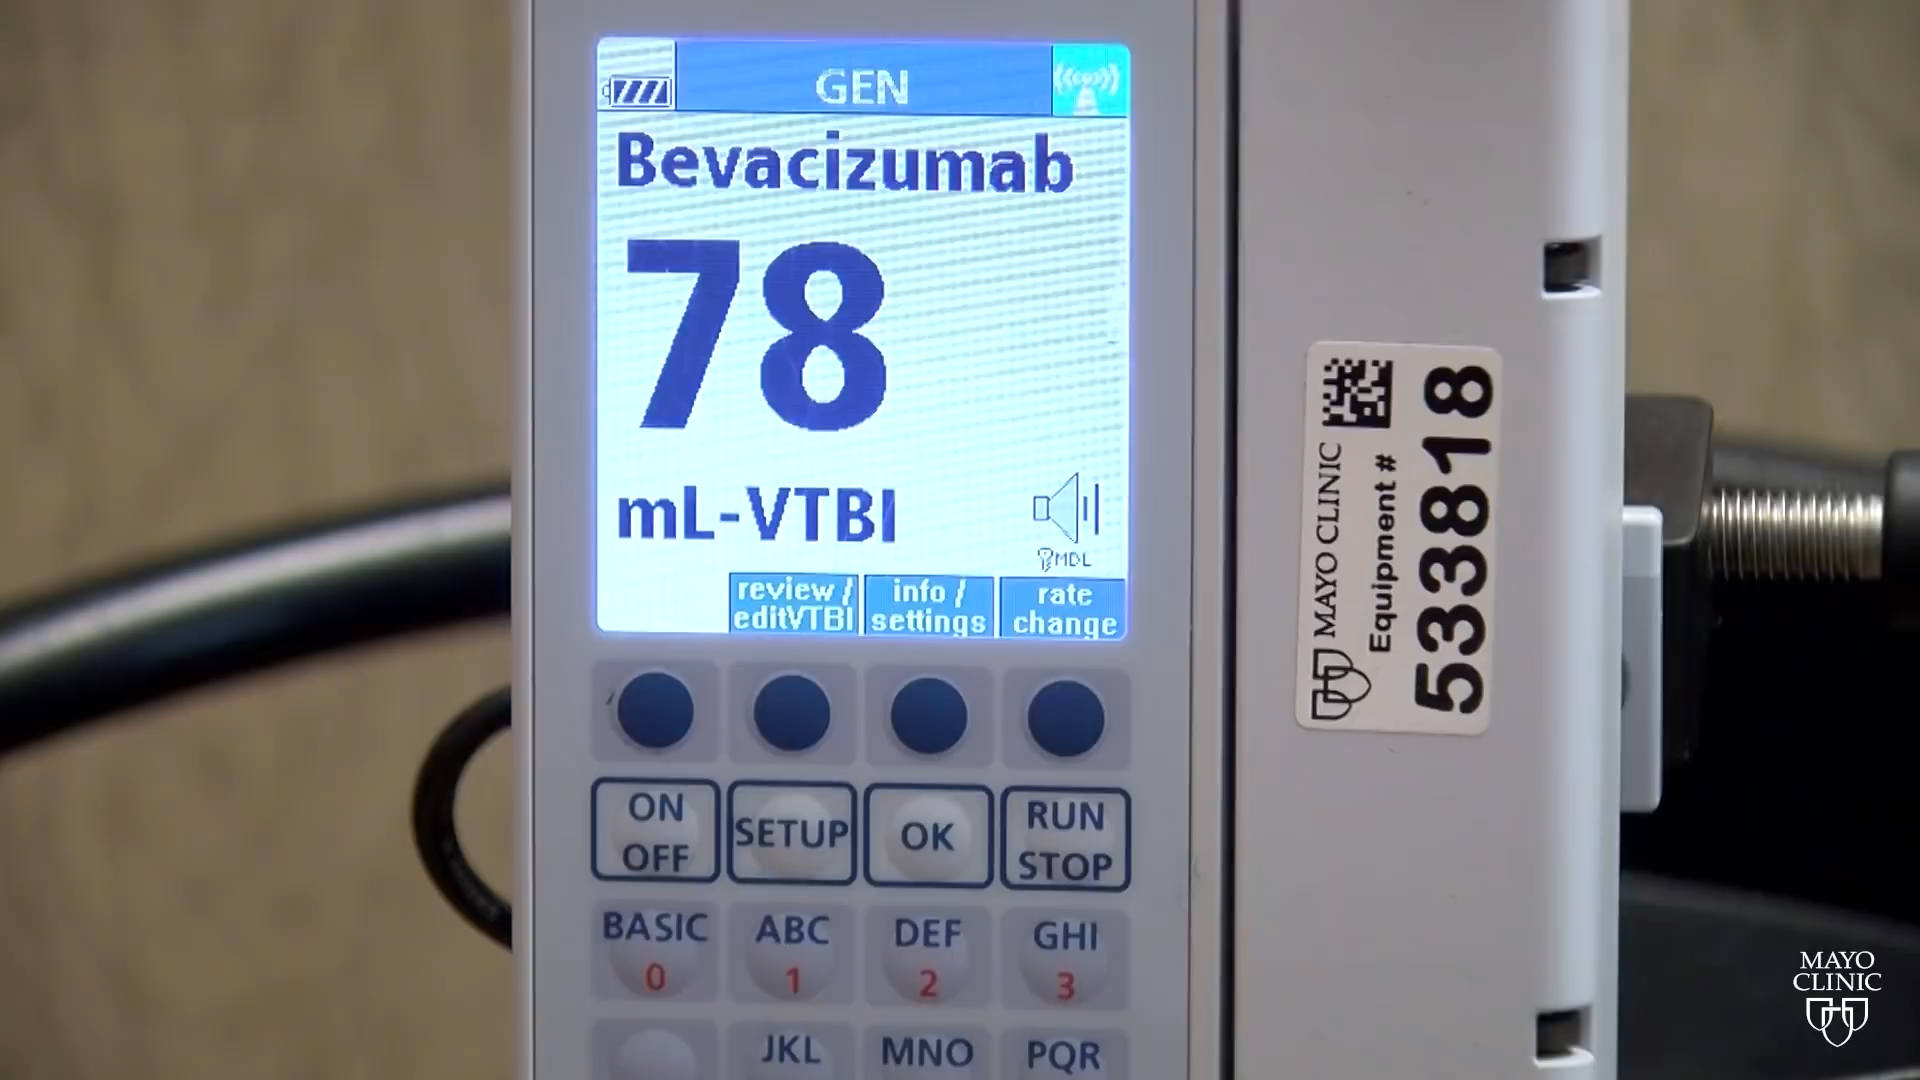 GEN
Bevacizumab
78
mL-VTBI
MDL
review /
editVTBI
info /
settings
rate
change
ON
OFF
SETUP
OK
RUN
STOP
BASIC
0
ABC
1
DEF
2
GHI
3
JKL
MNO
PQR
MAYO CLINIC
Equipment #
533818
MAYO
CLINIC